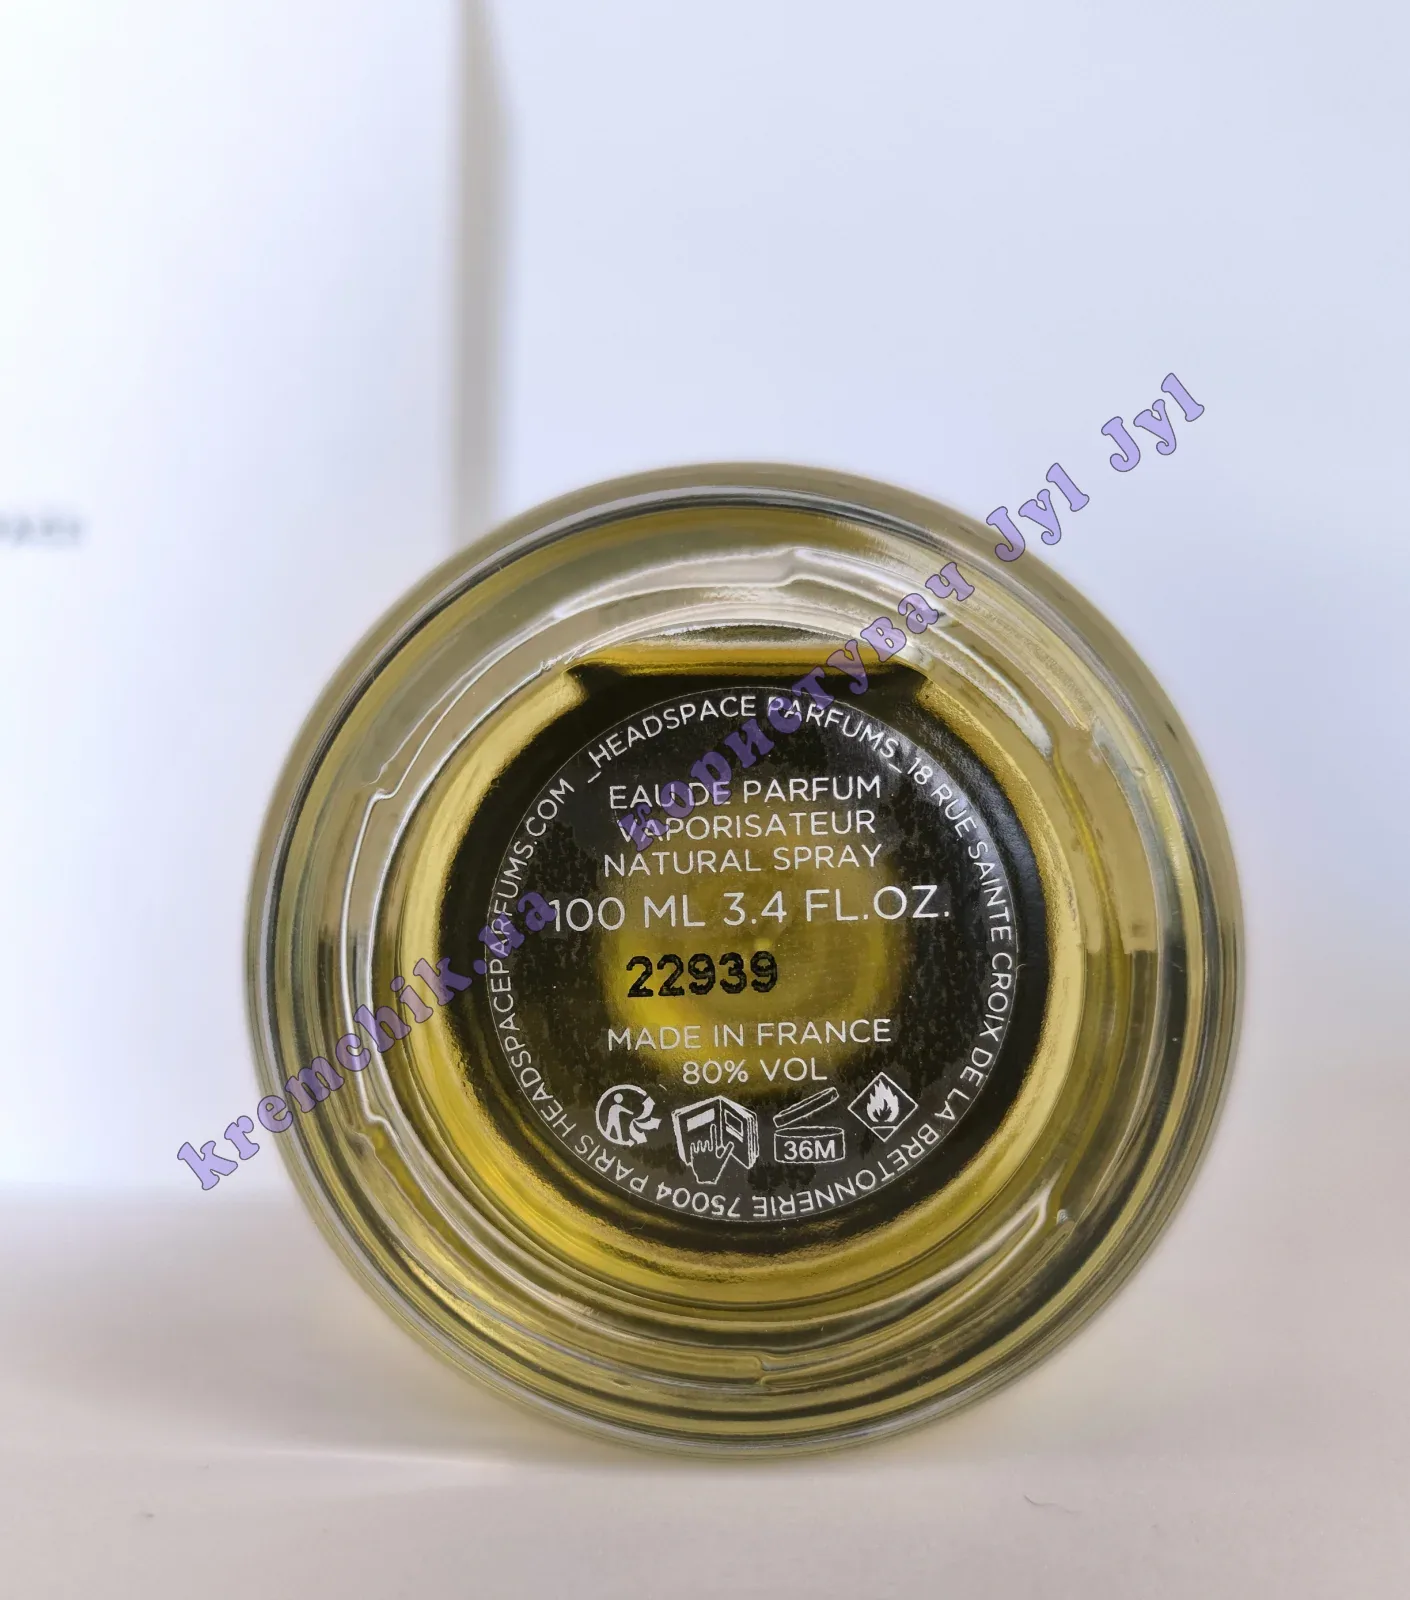 _HEADSPACE PARFUMS_18 RUE SAINTE CROIX DE LA BRETONNERIE 75004 PARIS HEADSPACEPARFUMS.COM
EAU DE PARFUM
VAPORISATEUR
NATURAL SPRAY
100 ML 3.4 FL.OZ.
22939
MADE IN FRANCE
80% VOL
36M
kremchik.ua користувач Jyl Jyl